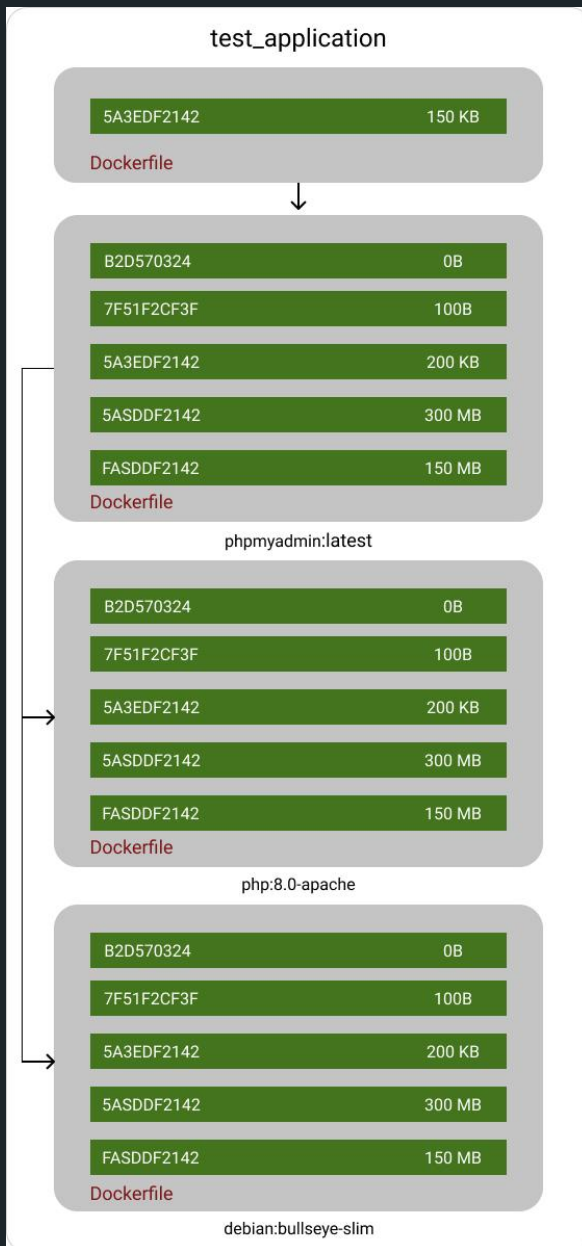 test_application
5A3EDF2142 150 KB
Dockerfile
B2D570324 0B
7F51F2CF3F 100B
5A3EDF2142 200 KB
5ASDDF2142 300 MB
FASDDF2142 150 MB
Dockerfile
phpmyadmin:latest
B2D570324 0B
7F51F2CF3F 100B
5A3EDF2142 200 KB
5ASDDF2142 300 MB
FASDDF2142 150 MB
Dockerfile
php:8.0-apache
B2D570324 0B
7F51F2CF3F 100B
5A3EDF2142 200 KB
5ASDDF2142 300 MB
FASDDF2142 150 MB
Dockerfile
debian:bullseye-slim